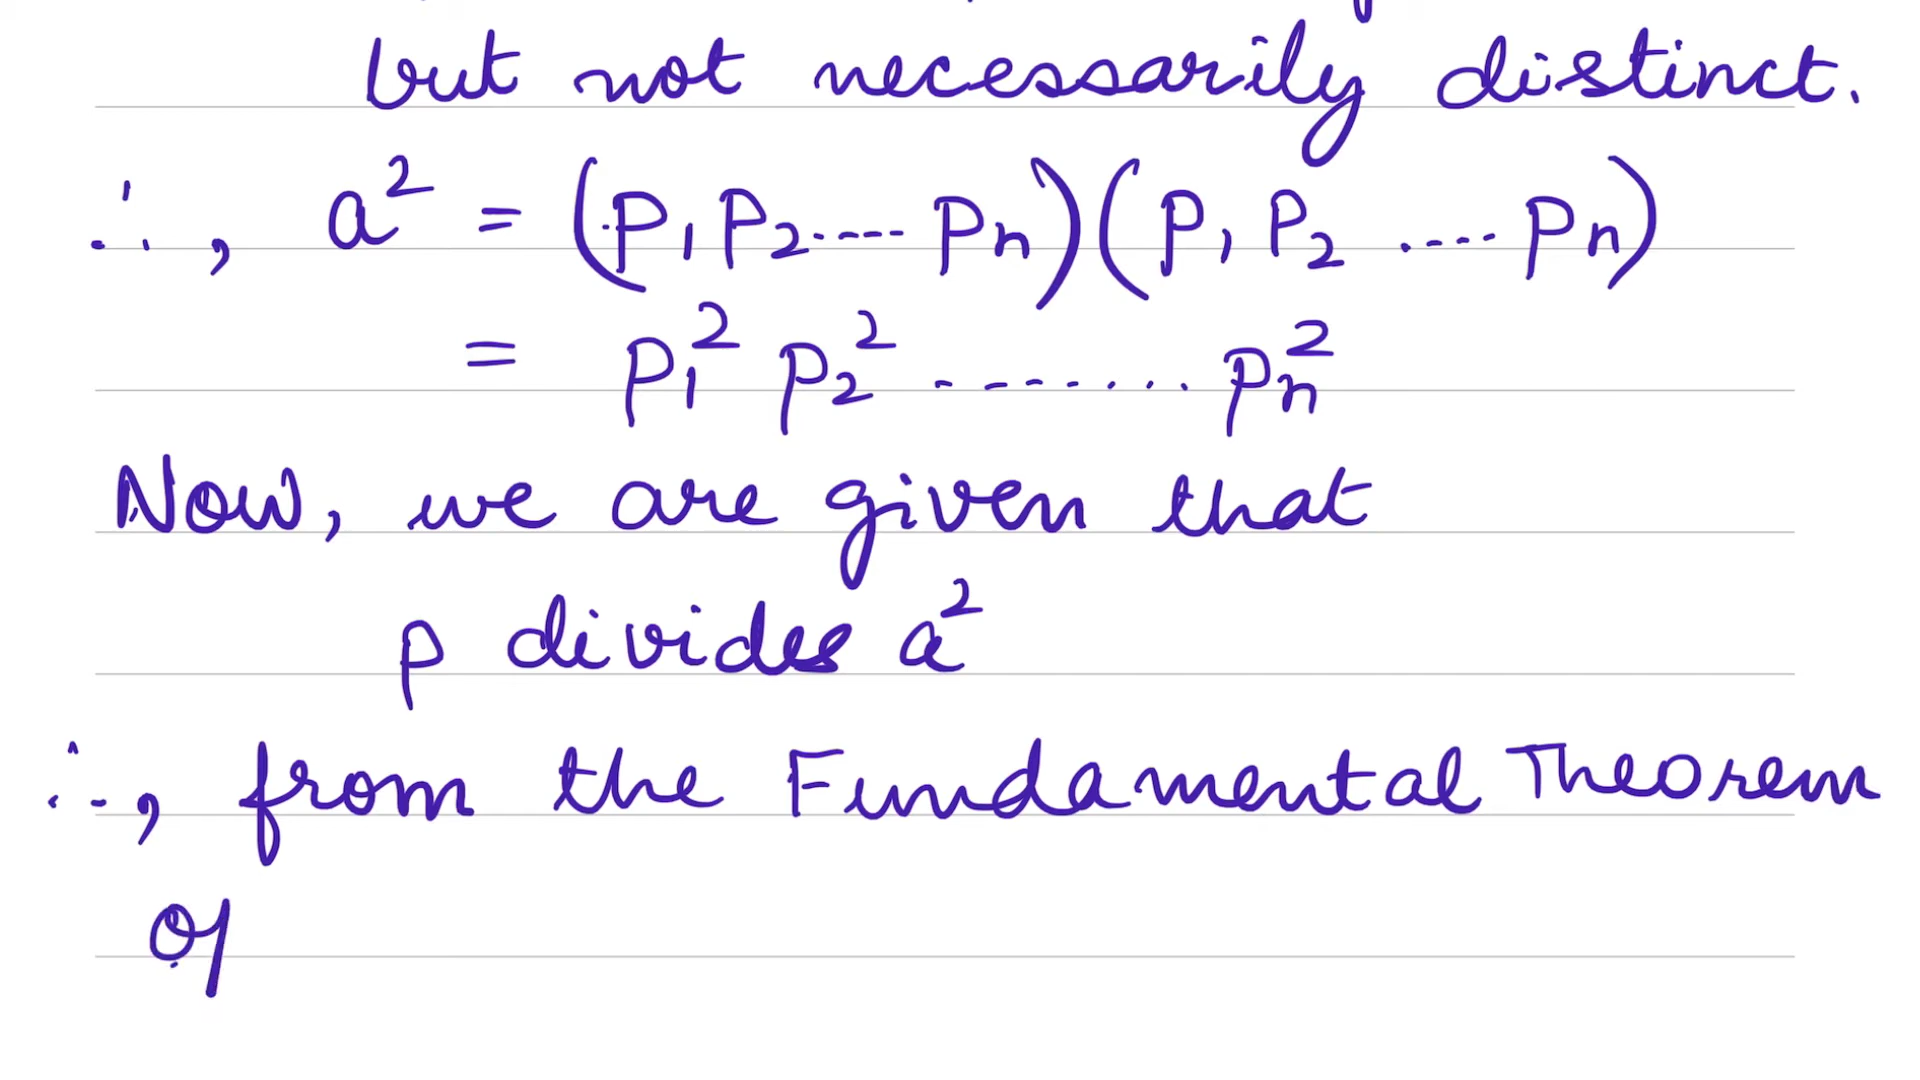 but not necessarily distinct.
∴, a² = (p₁p₂.---- pₙ)(p₁p₂ ....- pₙ)
= p₁² p₂² -------... pₙ²
Now, we are given that
p divides a²
∴, from the Fundamental Theorem
of